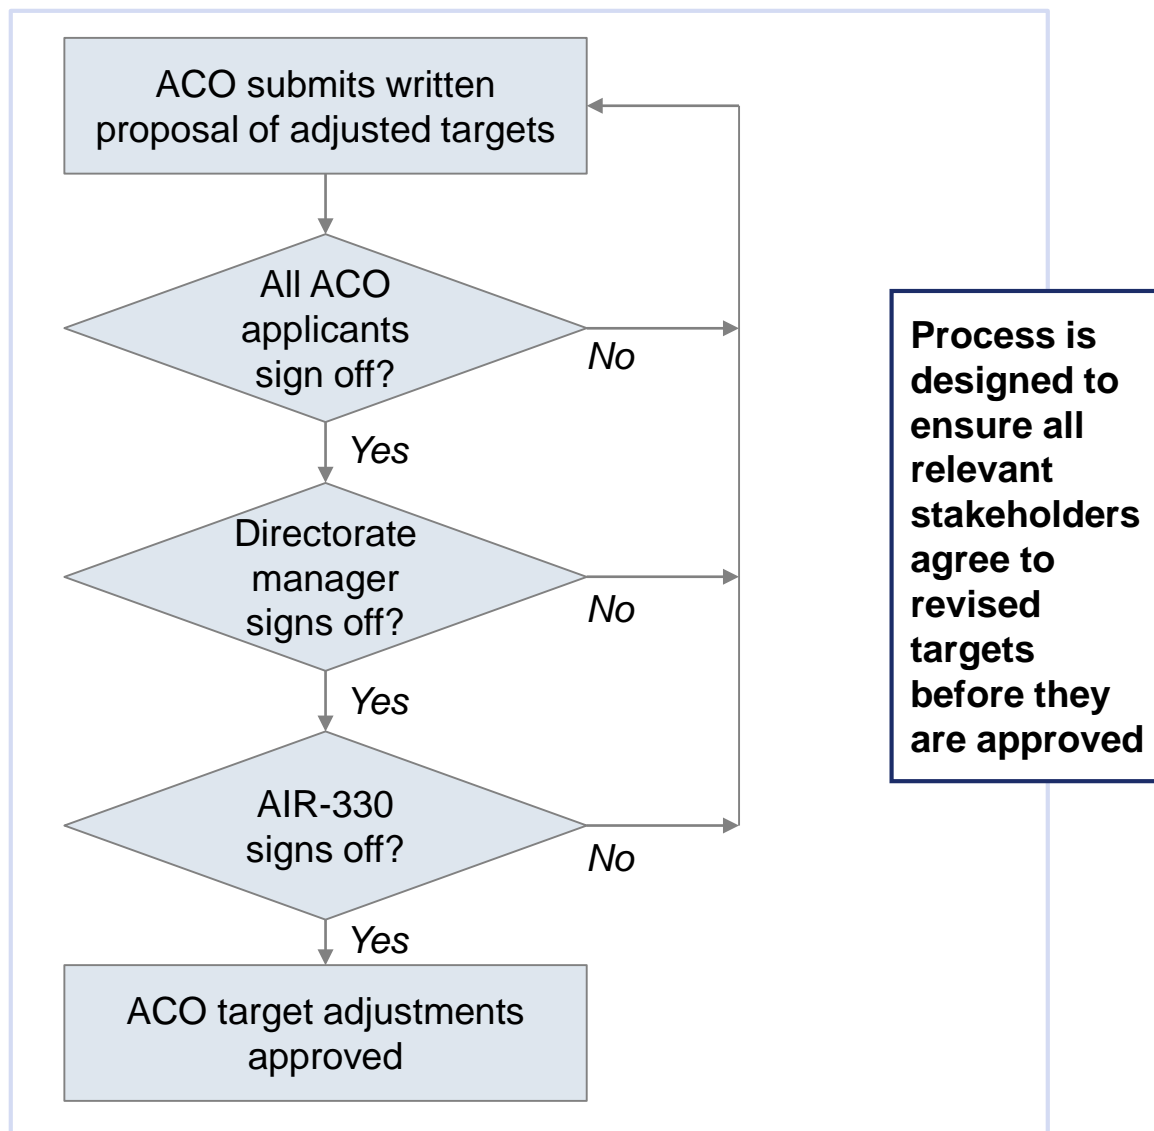 ACO submits written
proposal of adjusted targets
All ACO
applicants
sign off?
No
Yes
Directorate
manager
signs off?
No
Yes
AIR-330
signs off?
No
Yes
ACO target adjustments
approved
Process is
designed to
ensure all
relevant
stakeholders
agree to
revised
targets
before they
are approved